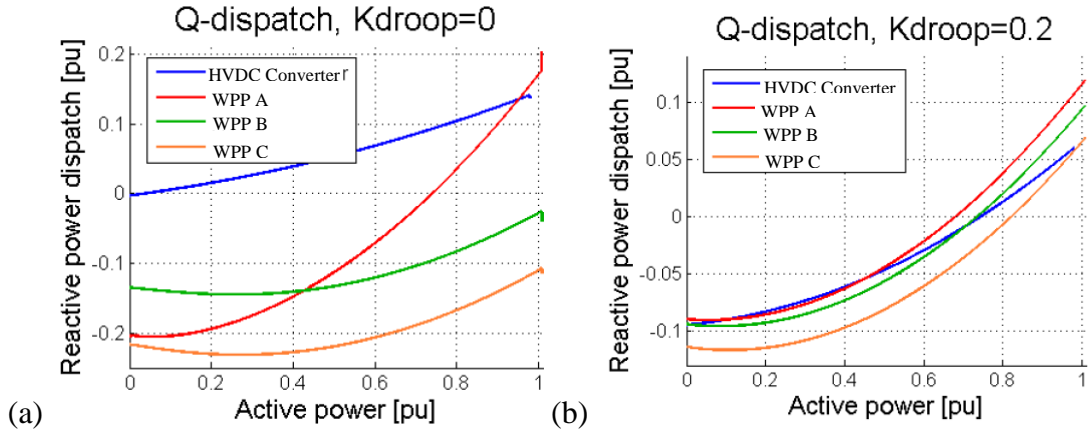 Q-dispatch, Kdroop=0
Reactive power dispatch [pu]
0.2
0.1
0
-0.1
-0.2
HVDC Converter r
WPP A
WPP B
WPP C
0 0.2 0.4 0.6 0.8 1
Active power [pu]
(a)
Q-dispatch, Kdroop=0.2
Reactive power dispatch [pu]
0.1
0.05
0
-0.05
-0.1
HVDC Converter
WPP A
WPP B
WPP C
0 0.2 0.4 0.6 0.8 1
Active power [pu]
(b)